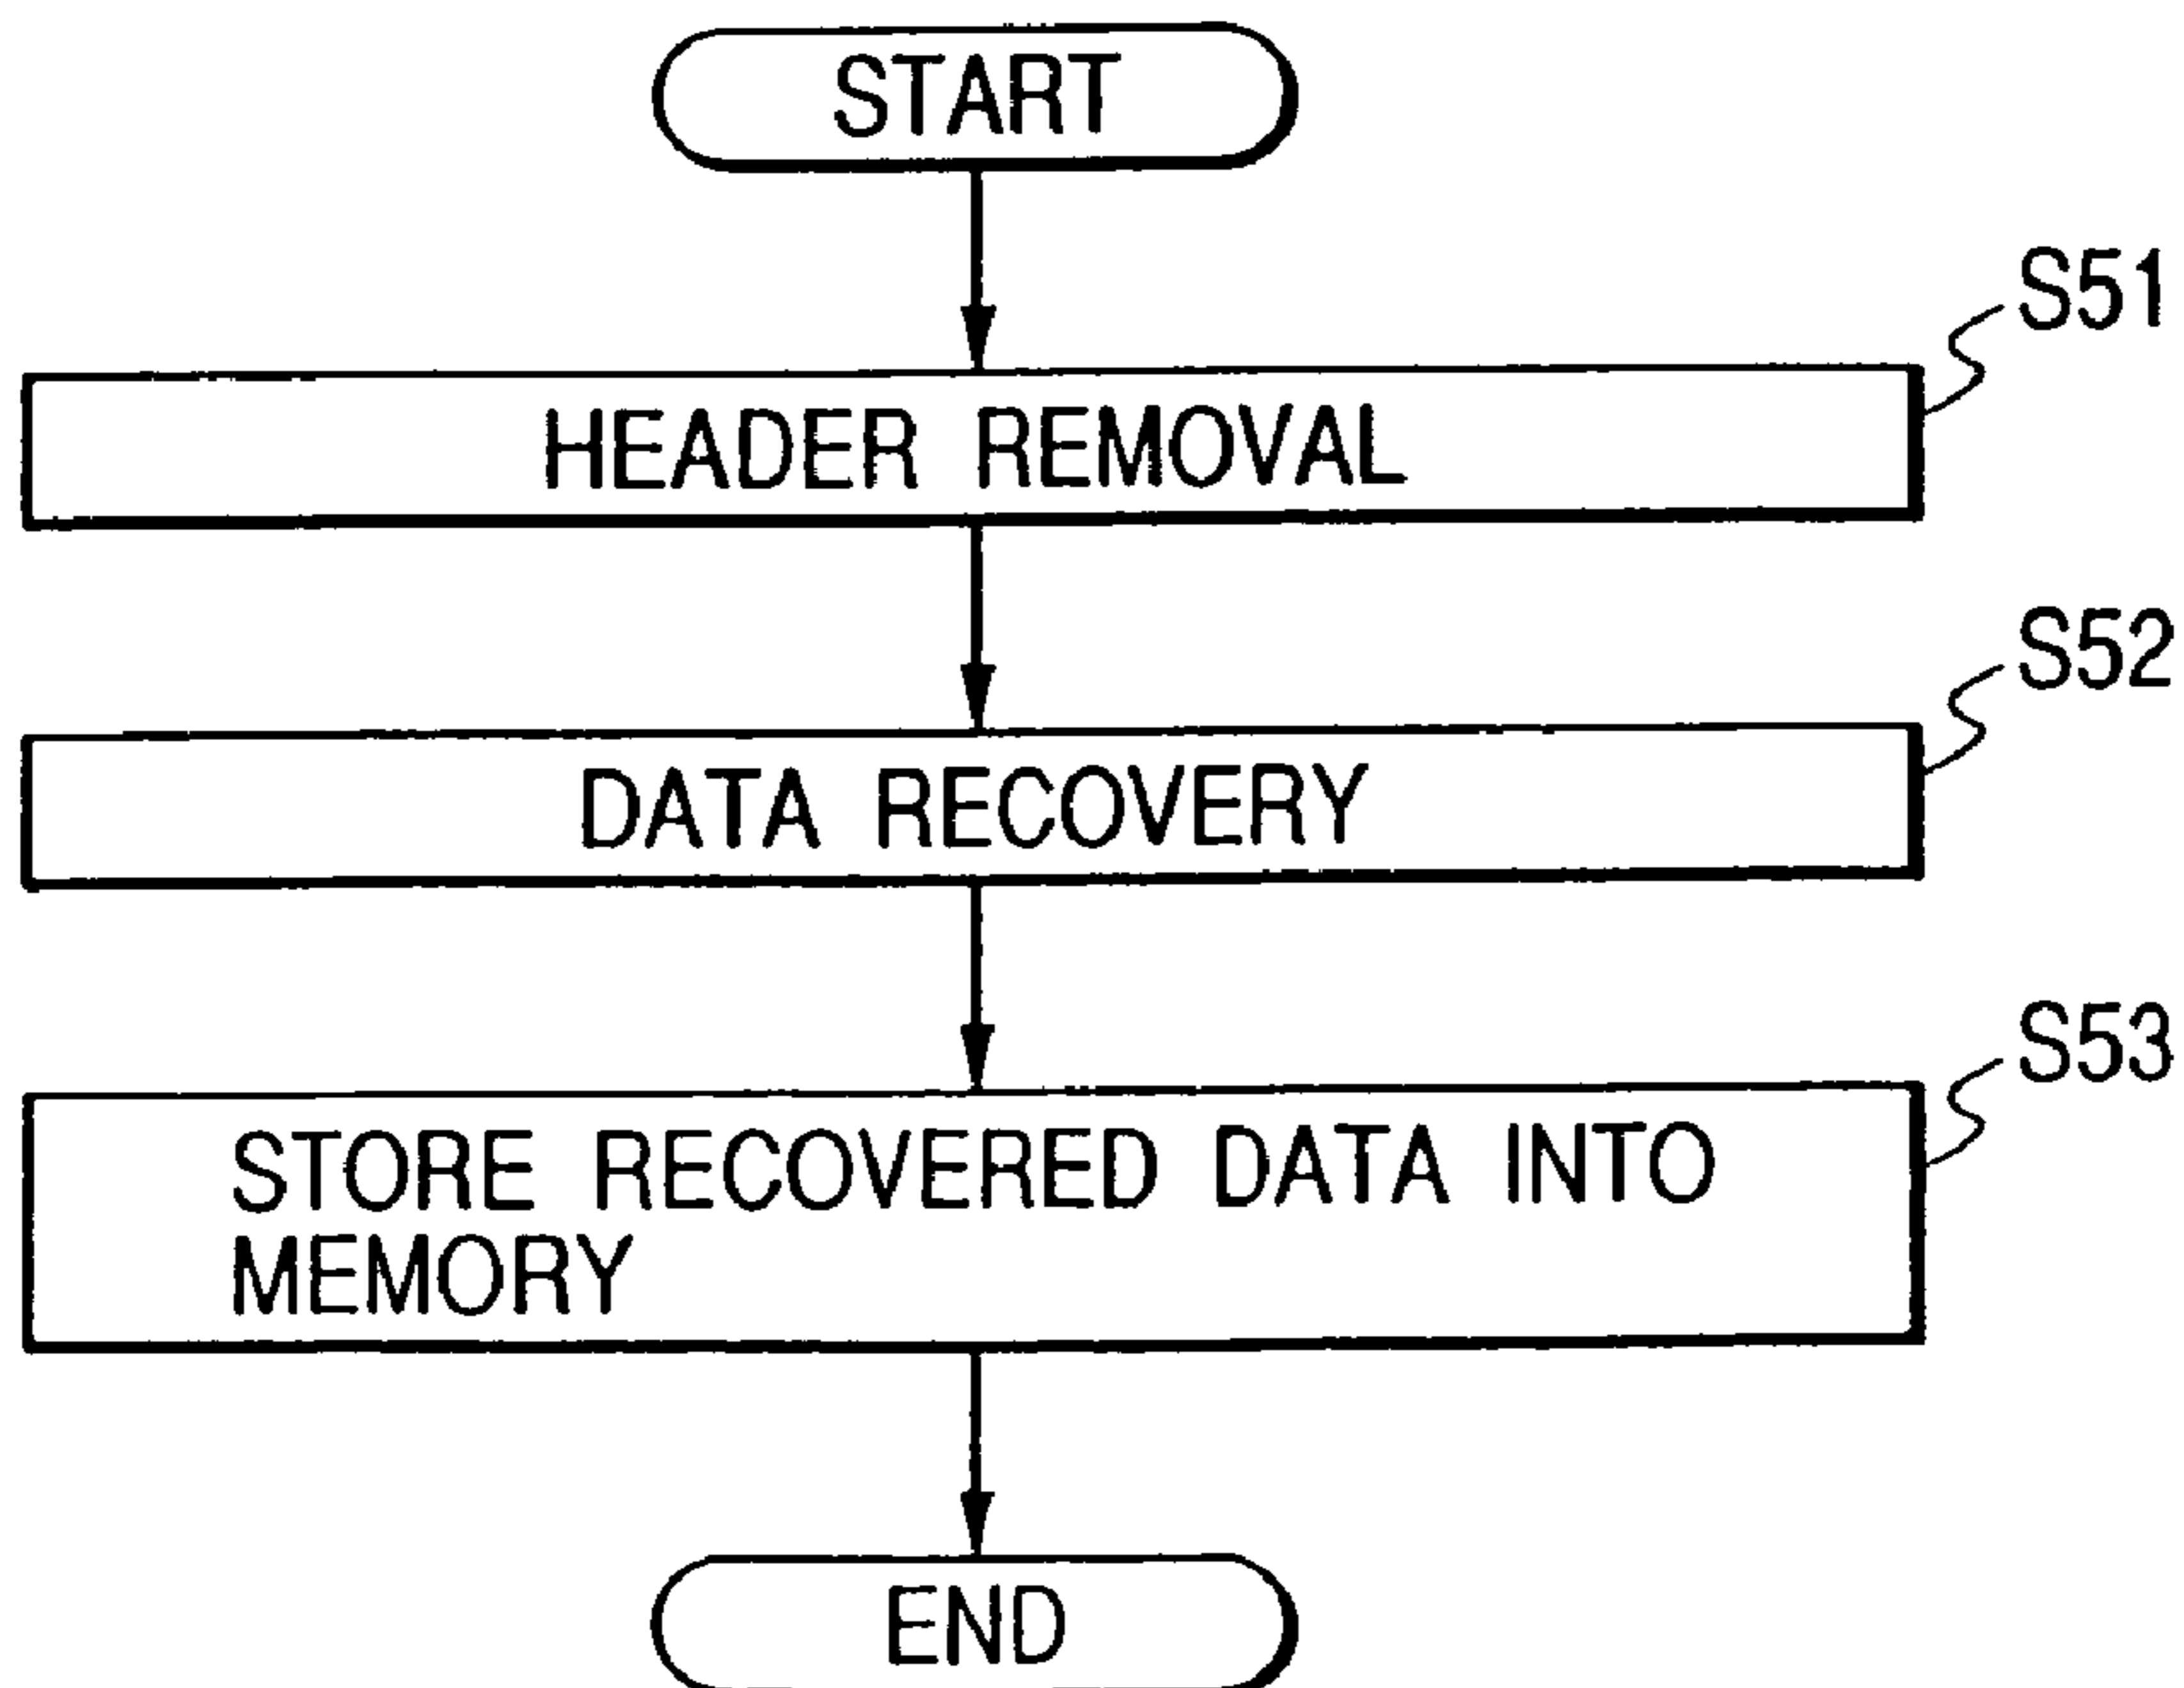 START
S51
HEADER REMOVAL
S52
DATA RECOVERY
S53
STORE RECOVERED DATA INTO
MEMORY
END